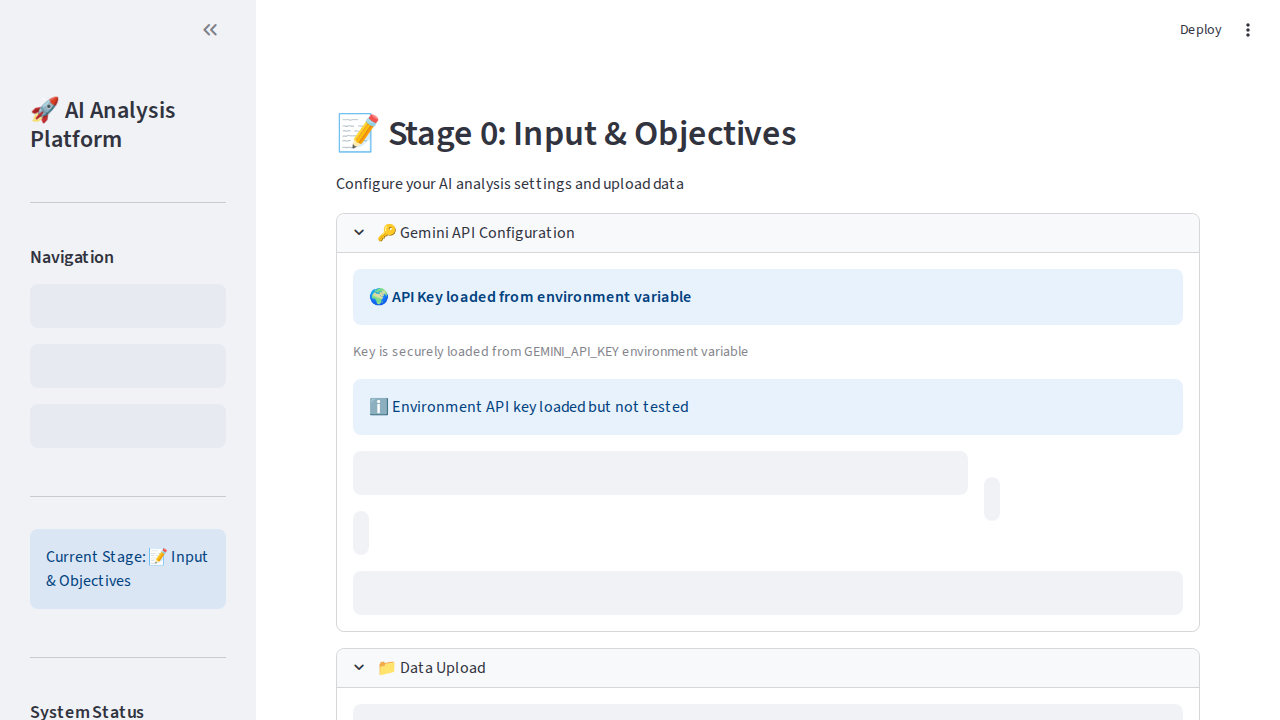 Deploy
🚀 AI Analysis
Platform
Navigation
Current Stage: 📝 Input
& Objectives
System Status
📝 Stage 0: Input & Objectives
Configure your AI analysis settings and upload data
🔑 Gemini API Configuration
🌍 API Key loaded from environment variable
Key is securely loaded from GEMINI_API_KEY environment variable
ℹ️ Environment API key loaded but not tested
📁 Data Upload